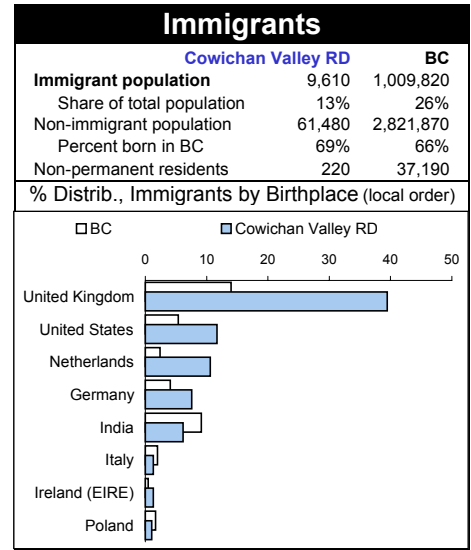 Immigrants
Cowichan Valley RD BC
Immigrant population 9,610 1,009,820
Share of total population 13% 26%
Non-immigrant population 61,480 2,821,870
Percent born in BC 69% 66%
Non-permanent residents 220 37,190
% Distrib., Immigrants by Birthplace (local order)
BC Cowichan Valley RD
0 10 20 30 40 50
United Kingdom
United States
Netherlands
Germany
India
Italy
Ireland (EIRE)
Poland